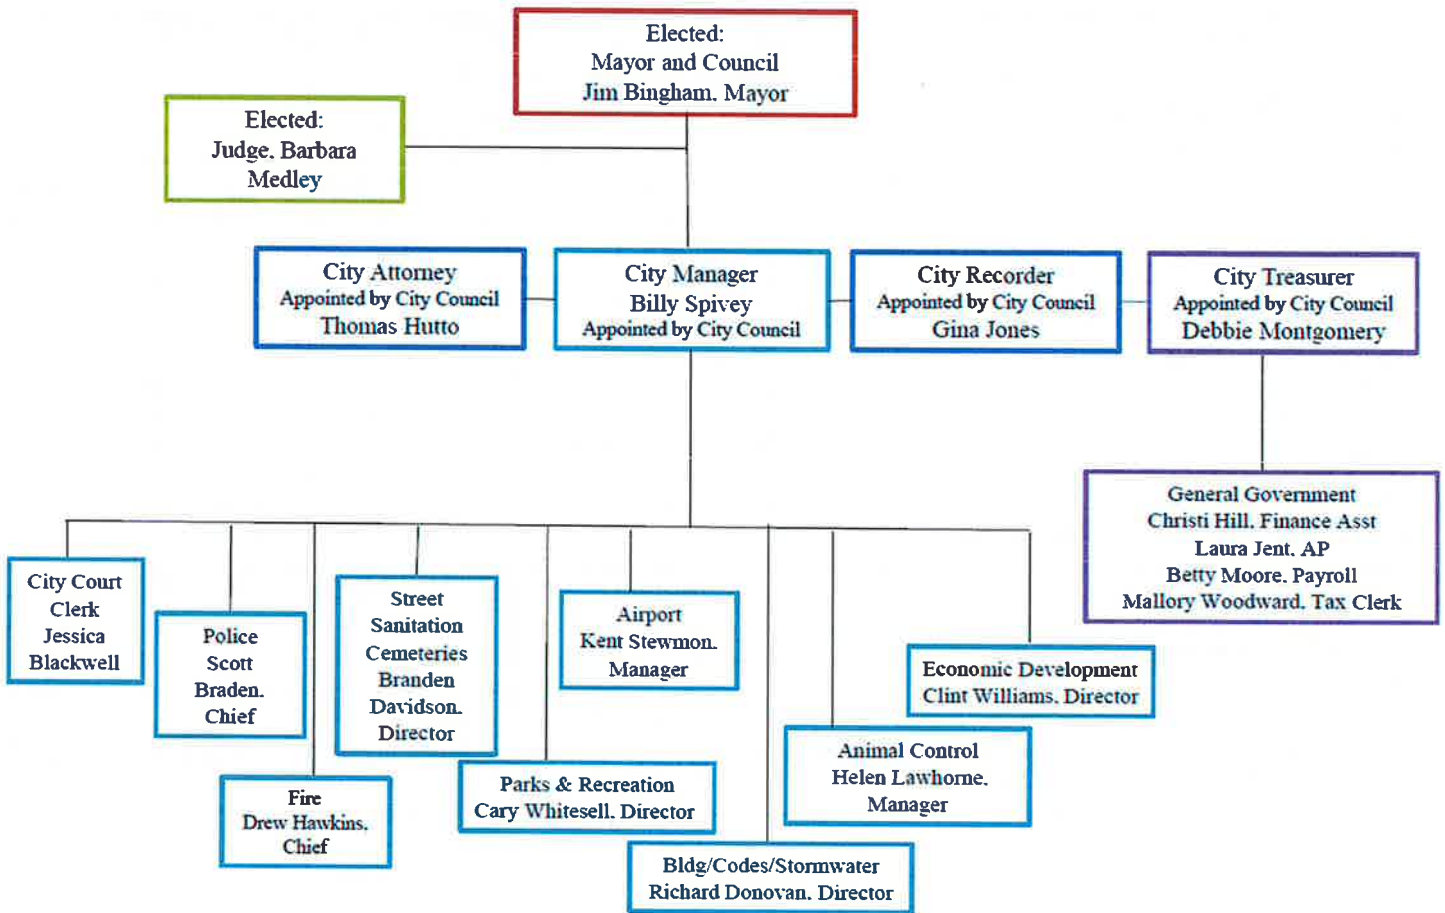 Elected:
Mayor and Council
Jim Bingham, Mayor
Elected:
Judge, Barbara
Medley
City Attorney
Appointed by City Council
Thomas Hutto
City Manager
Billy Spivey
Appointed by City Council
City Recorder
Appointed by City Council
Gina Jones
City Treasurer
Appointed by City Council
Debbie Montgomery
General Government
Christi Hill, Finance Asst
Laura Jent, AP
Betty Moore, Payroll
Mallory Woodward, Tax Clerk
City Court
Clerk
Jessica
Blackwell
Police
Scott
Braden,
Chief
Fire
Drew Hawkins,
Chief
Street
Sanitation
Cemeteries
Branden
Davidson,
Director
Parks & Recreation
Cary Whitesell, Director
Airport
Kent Stewmon,
Manager
Bldg/Codes/Stormwater
Richard Donovan, Director
Animal Control
Helen Lawhorne,
Manager
Economic Development
Clint Williams, Director